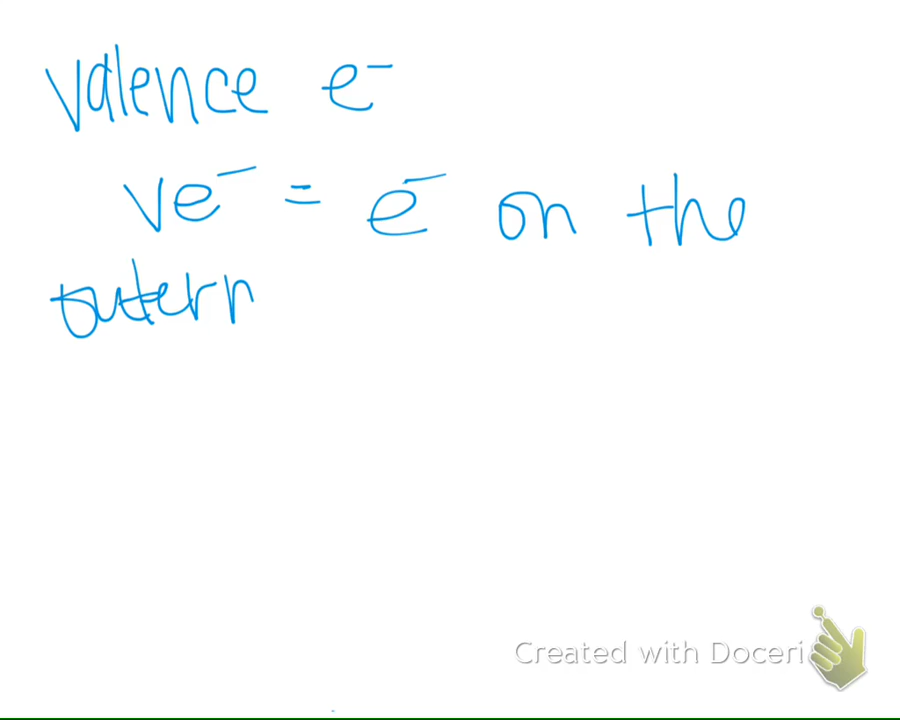 valence e⁻
ve⁻ = e⁻ on the
outern
Created with Doceri